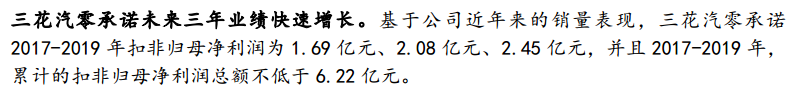 三花汽零承诺未来三年业绩快速增长。基于公司近年来的销量表现，三花汽零承诺
2017-2019 年扣非归母净利润为 1.69 亿元、2.08 亿元、2.45 亿元，并且 2017-2019 年，
累计的扣非归母净利润总额不低于 6.22 亿元。